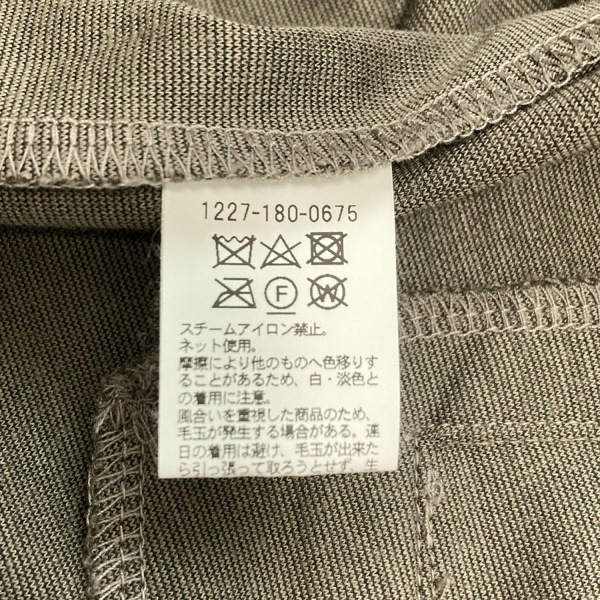 1227-180-0675
F W
スチームアイロン禁止。
ネット使用。
摩擦により他のものへ色移りす
ることがあるため、白・淡色と
の着用に注意。
風合いを重視した商品のため、
毛玉が発生する場合がある。連
日の着用は避け、毛玉が出来た
ら引っ張って取ろうとせず、生